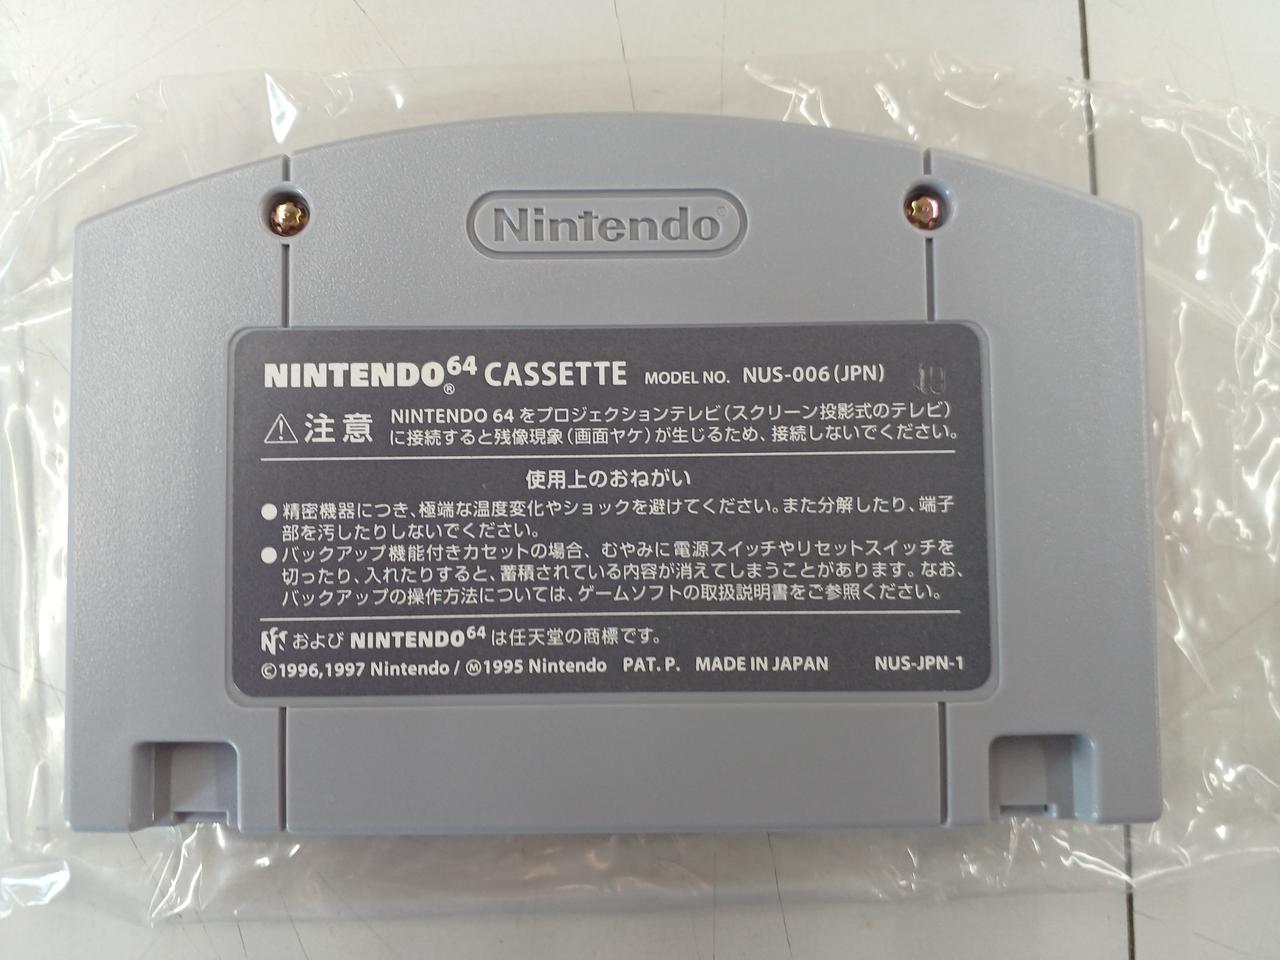 Nintendo®
NINTENDO64® CASSETTE MODEL NO. NUS-006(JPN)
⚠注意 NINTENDO 64 をプロジェクションテレビ(スクリーン投影式のテレビ)
に接続すると残像現象(画面ヤケ)が生じるため、接続しないでください。
使用上のおねがい
●精密機器につき、極端な温度変化やショックを避けてください。また分解したり、端子
部を汚したりしないでください。
●バックアップ機能付きカセットの場合、むやみに電源スイッチやリセットスイッチを
切ったり、入れたりすると、蓄積されている内容が消えてしまうことがあります。なお、
バックアップの操作方法については、ゲームソフトの取扱説明書をご参照ください。
および NINTENDO64 は任天堂の商標です。
©1996,1997 Nintendo / Ⓜ1995 Nintendo PAT. P. MADE IN JAPAN NUS-JPN-1